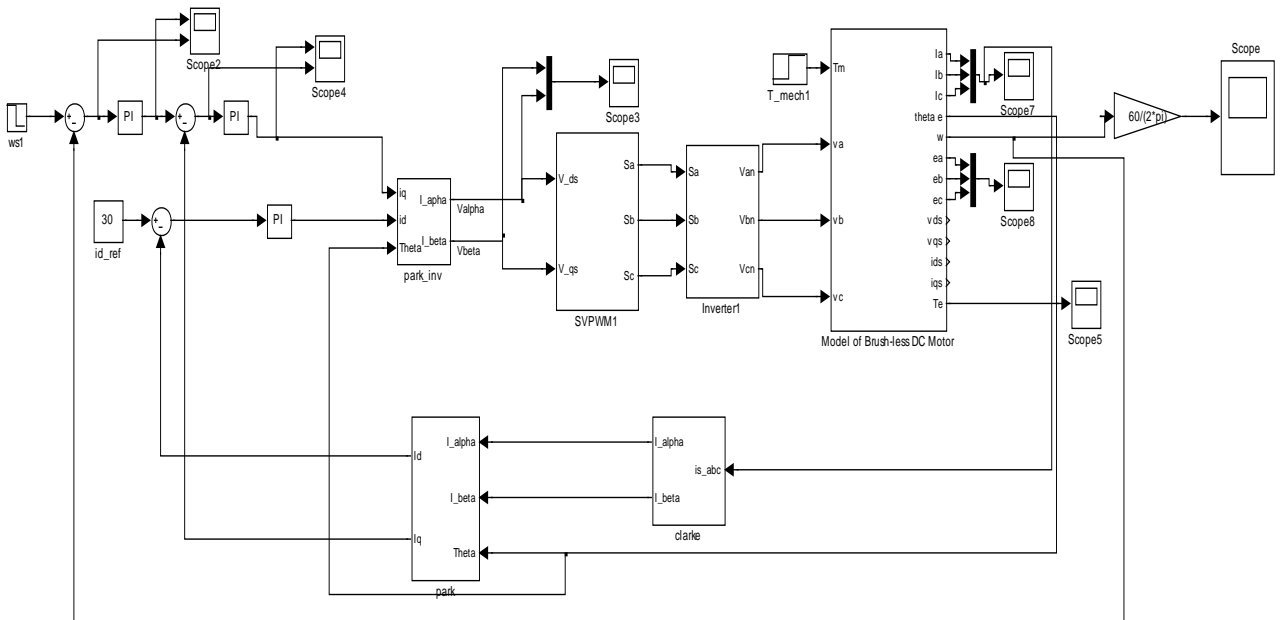 Scope2
Scope4
ws1
+
-
PI
+
-
PI
30
id_ref
+
-
PI
iq
id
Theta
I_apha
I_beta
park_inv
Valpha
Vbeta
Scope3
V_ds
V_qs
Sa
Sb
Sc
SVPWM1
Sa
Sb
Sc
Van
Vbn
Vcn
Inverter1
T_mech1
Tm
va
vb
vc
Ia
Ib
Ic
theta e
w
ea
eb
ec
vds
vqs
ids
iqs
Te
Model of Brush-less DC Motor
Scope7
Scope8
Scope5
60/(2*pi)
Scope
Id
Iq
I_alpha
I_beta
Theta
park
I_alpha
I_beta
is_abc
clarke